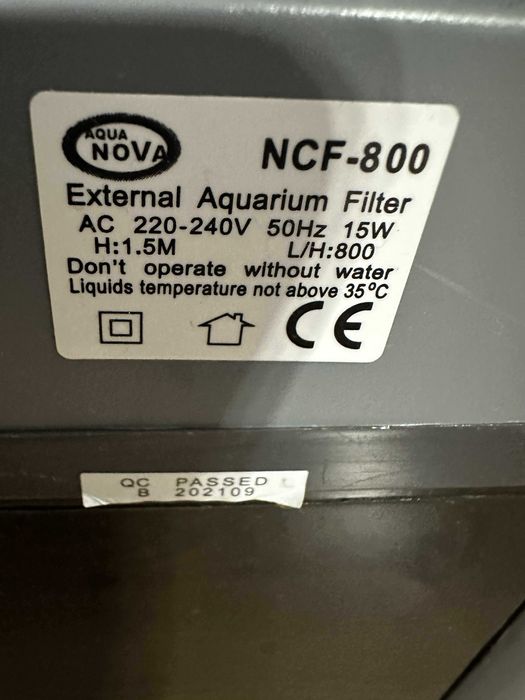 AQUA
NOVA
NCF-800
External Aquarium Filter
AC 220-240V 50Hz 15W
H:1.5M L/H:800
Don't operate without water
Liquids temperature not above 35ºC
CE
QC PASSED
B 202109